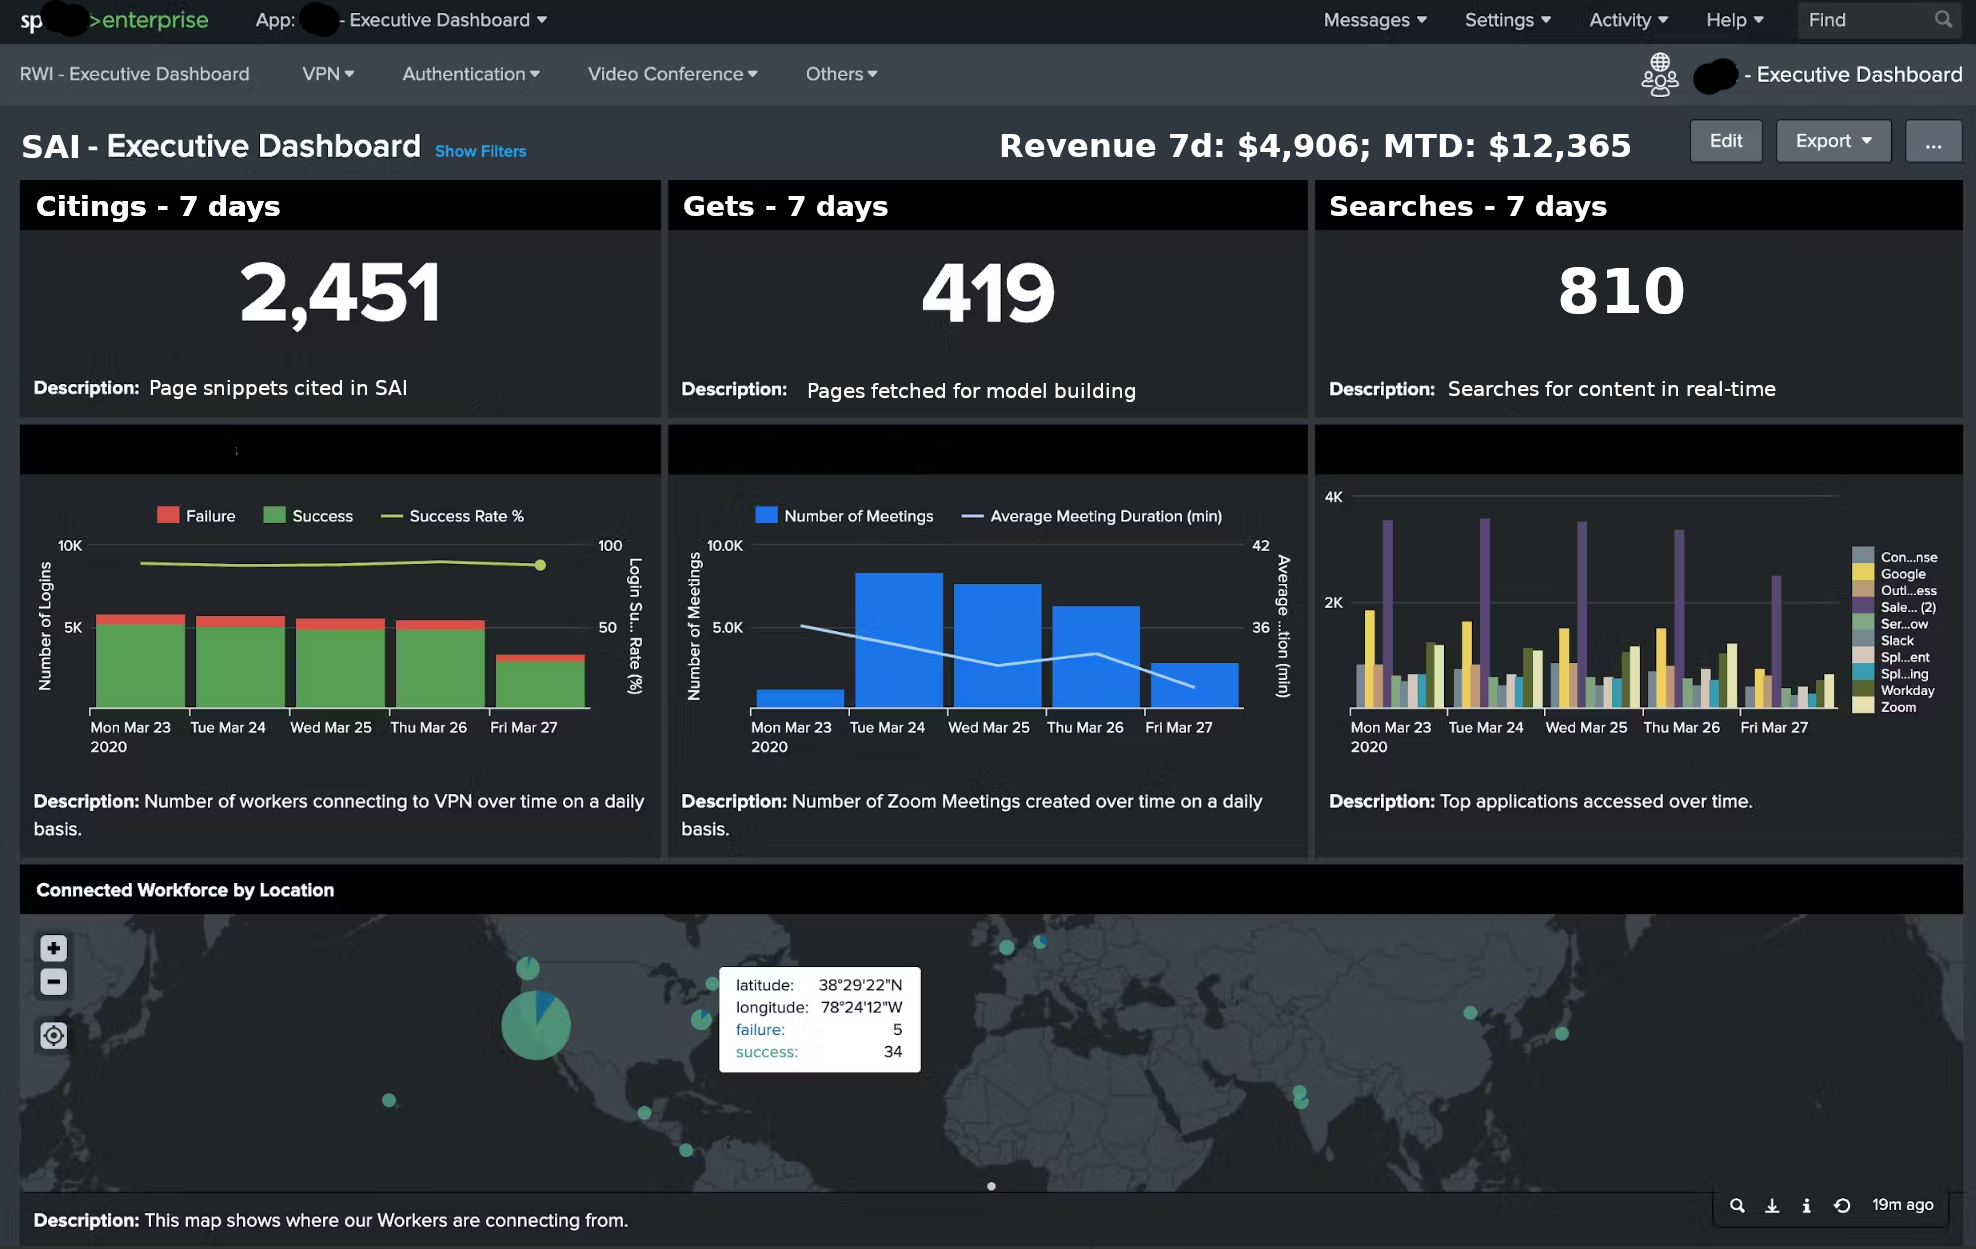 sp >enterprise App: - Executive Dashboard Messages Settings Activity Help Find
RWI - Executive Dashboard VPN Authentication Video Conference Others - Executive Dashboard
SAI - Executive Dashboard Show Filters Revenue 7d: $4,906; MTD: $12,365 Edit Export ...
Citings - 7 days
2,451
Description: Page snippets cited in SAI
Gets - 7 days
419
Description: Pages fetched for model building
Searches - 7 days
810
Description: Searches for content in real-time
Failure Success Success Rate %
10K 100
5K 50
Number of Logins
Login Su... Rate (%)
Mon Mar 23 Tue Mar 24 Wed Mar 25 Thu Mar 26 Fri Mar 27
2020
Description: Number of workers connecting to VPN over time on a daily
basis.
Number of Meetings Average Meeting Duration (min)
10.0K 42
5.0K 36
Number of Meetings
Average ...tion (min)
Mon Mar 23 Tue Mar 24 Wed Mar 25 Thu Mar 26 Fri Mar 27
2020
Description: Number of Zoom Meetings created over time on a daily
basis.
4K
2K
Con...nse
Google
Outl...ess
Sale... (2)
Ser...ow
Slack
Spl...ent
Spl...ing
Workday
Zoom
Mon Mar 23 Tue Mar 24 Wed Mar 25 Thu Mar 26 Fri Mar 27
2020
Description: Top applications accessed over time.
Connected Workforce by Location
latitude: 38°29'22"N
longitude: 78°24'12"W
failure: 5
success: 34
19m ago
Description: This map shows where our Workers are connecting from.